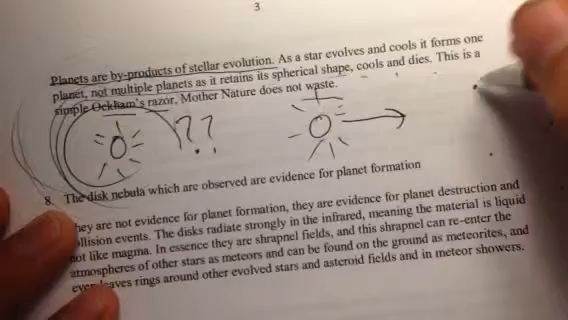 3
Planets are by-products of stellar evolution. As a star evolves and cools it forms one
planet, not multiple planets as it retains its spherical shape, cools and dies. This is a
simple Ockham's razor, Mother Nature does not waste.
??
8. The disk nebula which are observed are evidence for planet formation
hey are not evidence for planet formation, they are evidence for planet destruction and
llision events. The disks radiate strongly in the infrared, meaning the material is liquid
ot like magma. In essence they are shrapnel fields, and this shrapnel can re-enter the
atmospheres of other stars as meteors and can be found on the ground as meteorites, and
even leaves rings around other evolved stars and asteroid fields and in meteor showers.